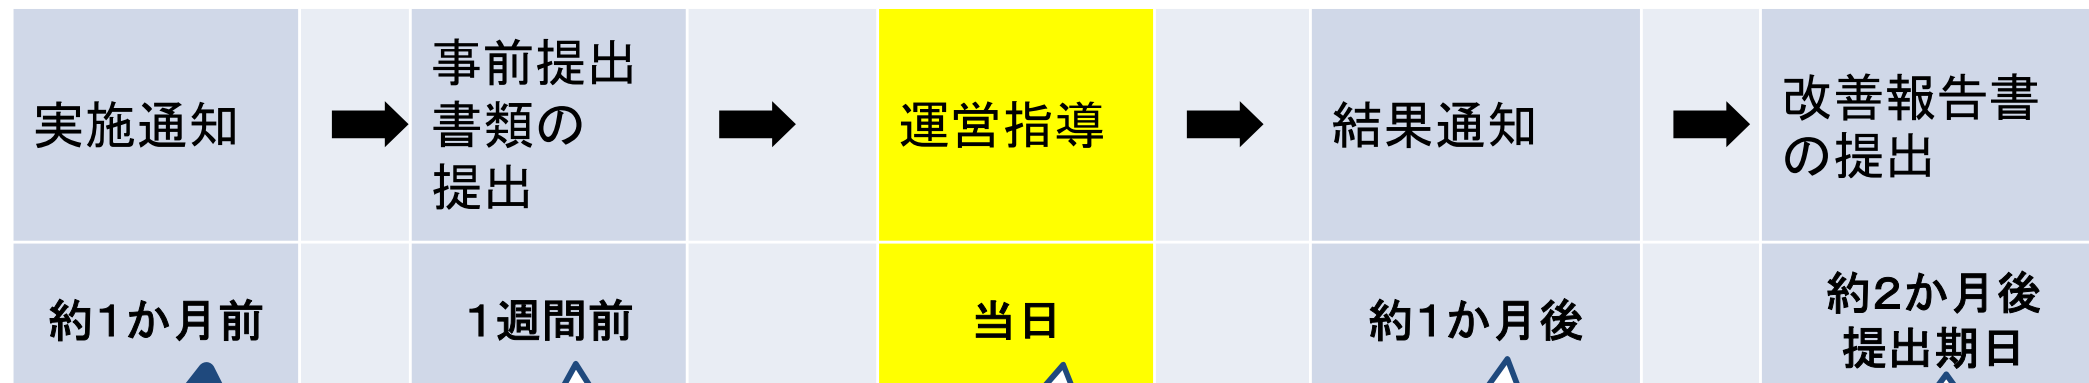 実施通知
事前提出
書類の
提出
運営指導
結果通知
改善報告書
の提出
約1か月前
1週間前
当日
約1か月後
約2か月後
提出期日